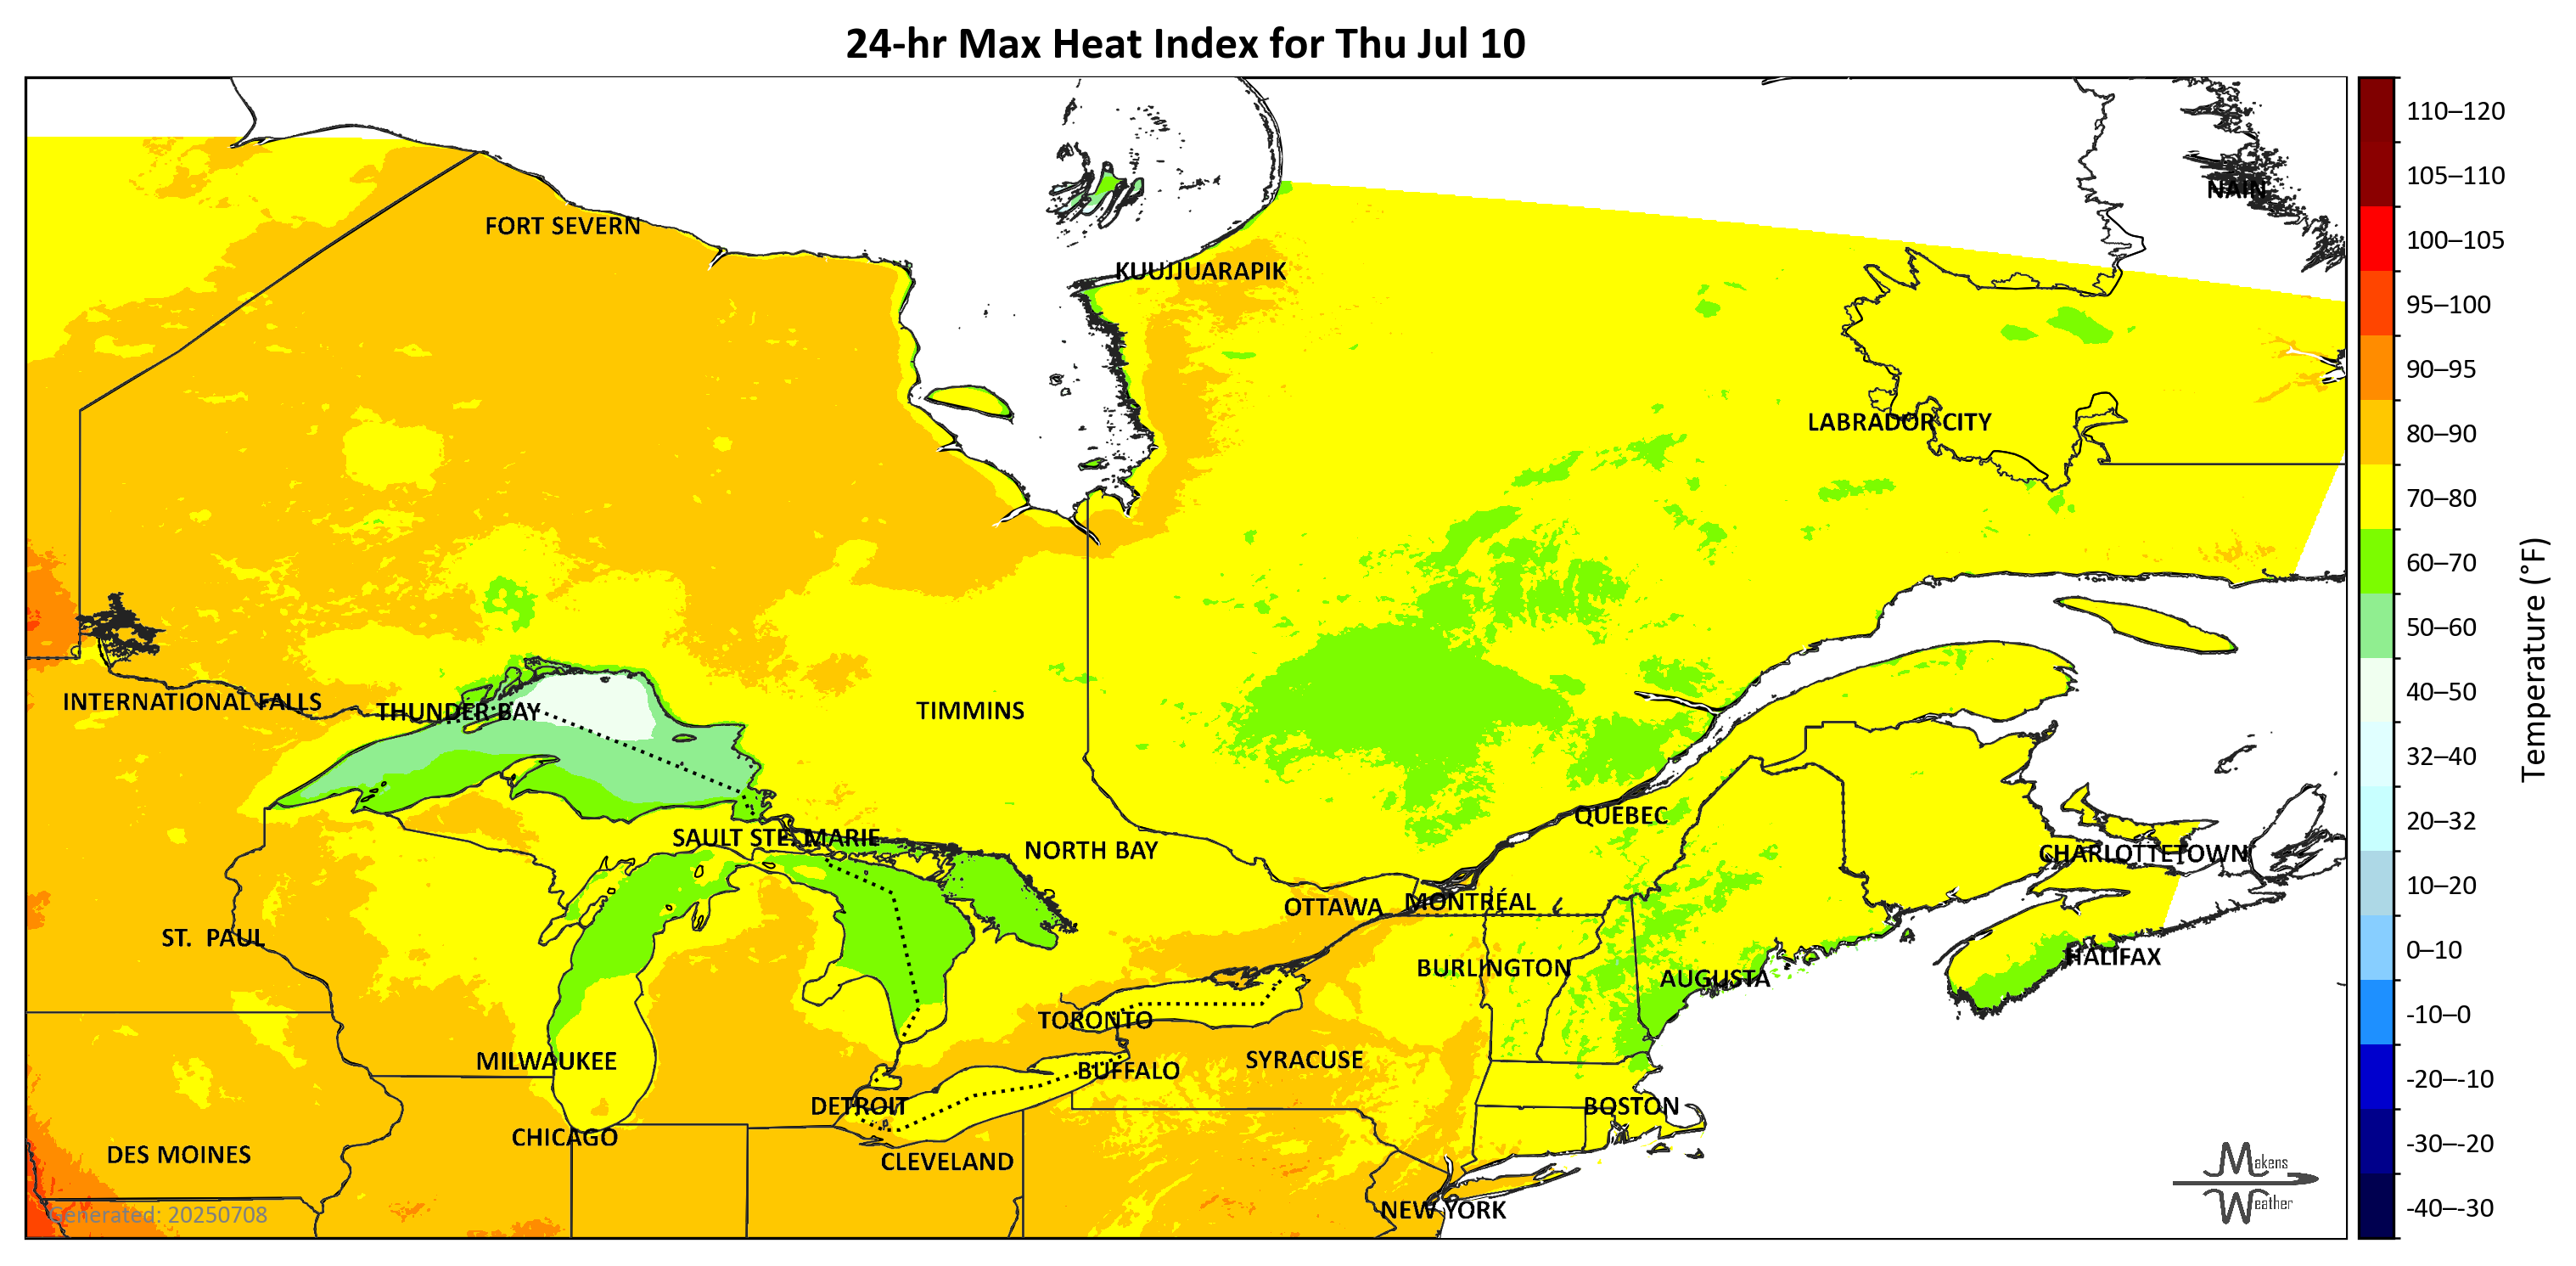 24-hr Max Heat Index for Thu Jul 10
NAIN
FORT SEVERN
KUUJJUARAPIK
LABRADOR CITY
INTERNATIONAL FALLS
THUNDER BAY
TIMMINS
QUÉBEC
SAULT STE. MARIE
NORTH BAY
CHARLOTTETOWN
OTTAWA
MONTRÉAL
ST. PAUL
HALIFAX
BURLINGTON
AUGUSTA
TORONTO
MILWAUKEE
SYRACUSE
BUFFALO
DETROIT
BOSTON
CHICAGO
DES MOINES
CLEVELAND
NEW YORK
Generated: 20250708
Makens
Weather
110–120
105–110
100–105
95–100
90–95
80–90
70–80
60–70
50–60
40–50
32–40
20–32
10–20
0–10
-10–0
-20–-10
-30–-20
-40–-30
Temperature (°F)